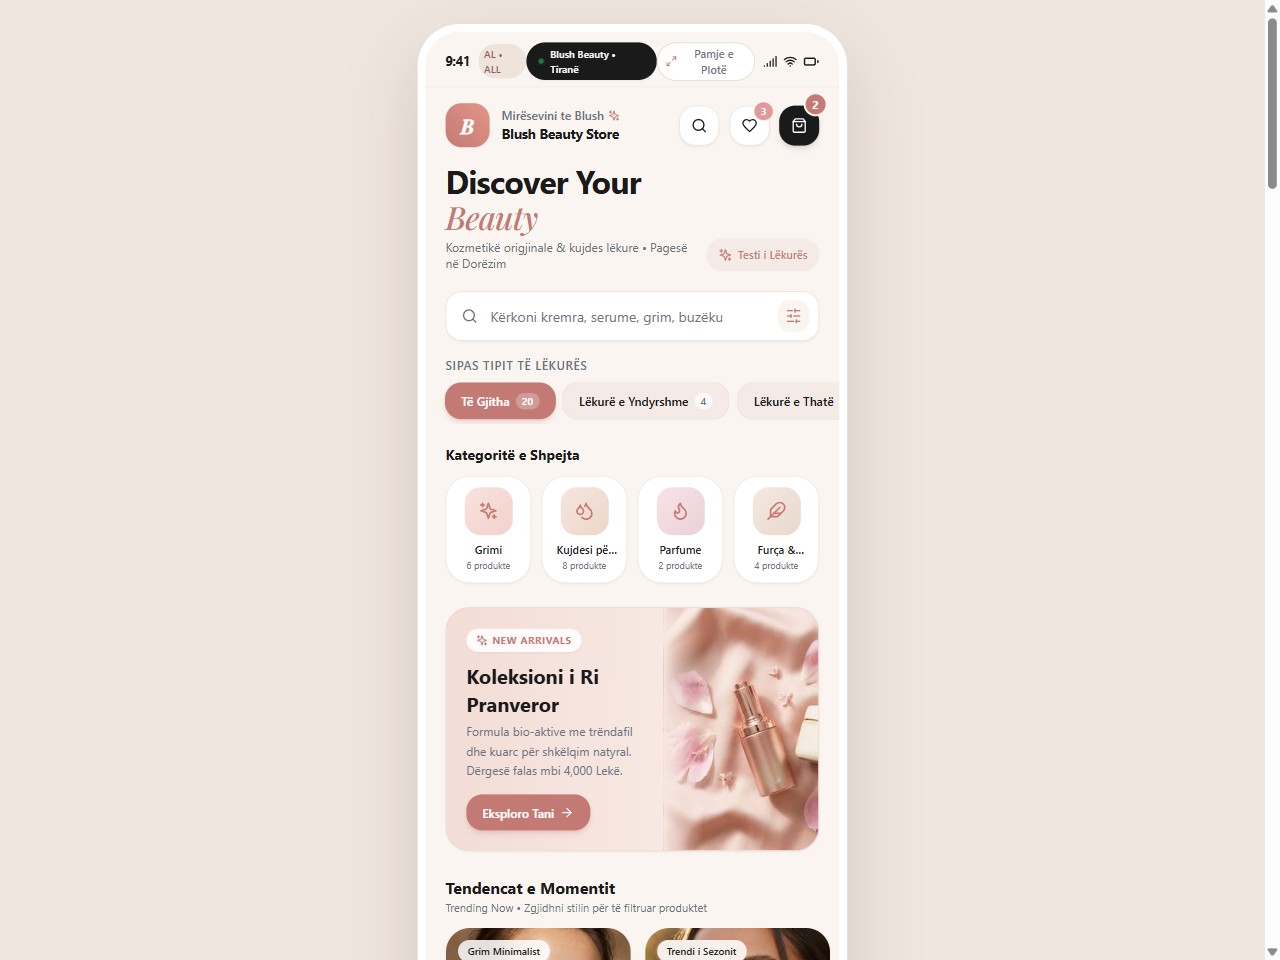 9:41
AL •
ALL
Blush Beauty •
Tiranë
Pamje e
Plotë
B
Mirësevini te Blush
Blush Beauty Store
3
2
Discover Your
Beauty
Kozmetikë origjinale & kujdes lëkure • Pagesë
në Dorëzim
Testi i Lëkurës
Kërkoni kremra, serume, grim, buzëku
SIPAS TIPIT TË LËKURËS
Të Gjitha 20
Lëkurë e Yndyrshme 4
Lëkurë e Thatë
Kategoritë e Shpejta
Grimi
6 produkte
Kujdesi pë...
8 produkte
Parfume
2 produkte
Furça &...
4 produkte
NEW ARRIVALS
Koleksioni i Ri
Pranveror
Formula bio-aktive me trëndafil
dhe kuarc për shkëlqim natyral.
Dërgesë falas mbi 4,000 Lekë.
Eksploro Tani
Tendencat e Momentit
Trending Now • Zgjidhni stilin për të filtruar produktet
Grim Minimalist
Trendi i Sezonit